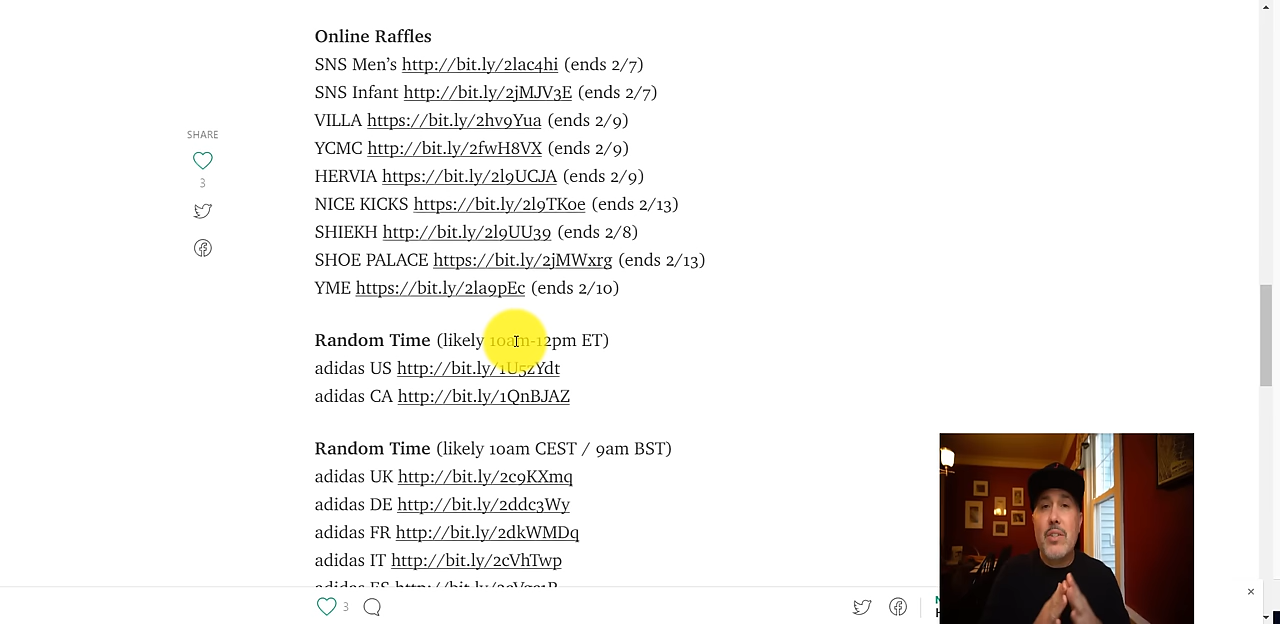 Online Raffles
SNS Men’s http://bit.ly/2lac4hi (ends 2/7)
SNS Infant http://bit.ly/2jMJV3E (ends 2/7)
VILLA https://bit.ly/2hv9Yua (ends 2/9)
YCMC http://bit.ly/2fwH8VX (ends 2/9)
HERVIA https://bit.ly/2l9UCJA (ends 2/9)
NICE KICKS https://bit.ly/2l9TKoe (ends 2/13)
SHIEKH http://bit.ly/2l9UU39 (ends 2/8)
SHOE PALACE https://bit.ly/2jMWxrg (ends 2/13)
YME https://bit.ly/2la9pEc (ends 2/10)
SHARE
3
Random Time (likely 10am-12pm ET)
adidas US http://bit.ly/1U5zYdt
adidas CA http://bit.ly/1QnBJAZ
Random Time (likely 10am CEST / 9am BST)
adidas UK http://bit.ly/2c9KXmq
adidas DE http://bit.ly/2ddc3Wy
adidas FR http://bit.ly/2dkWMDq
adidas IT http://bit.ly/2cVhTwp
3